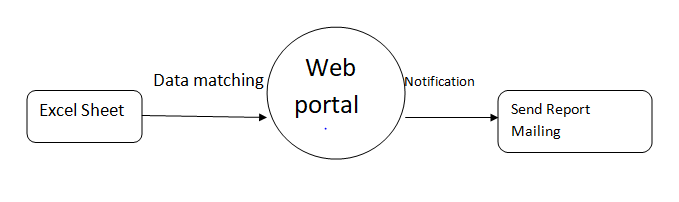 Excel Sheet
Data matching
Web
portal
Notification
Send Report
Mailing